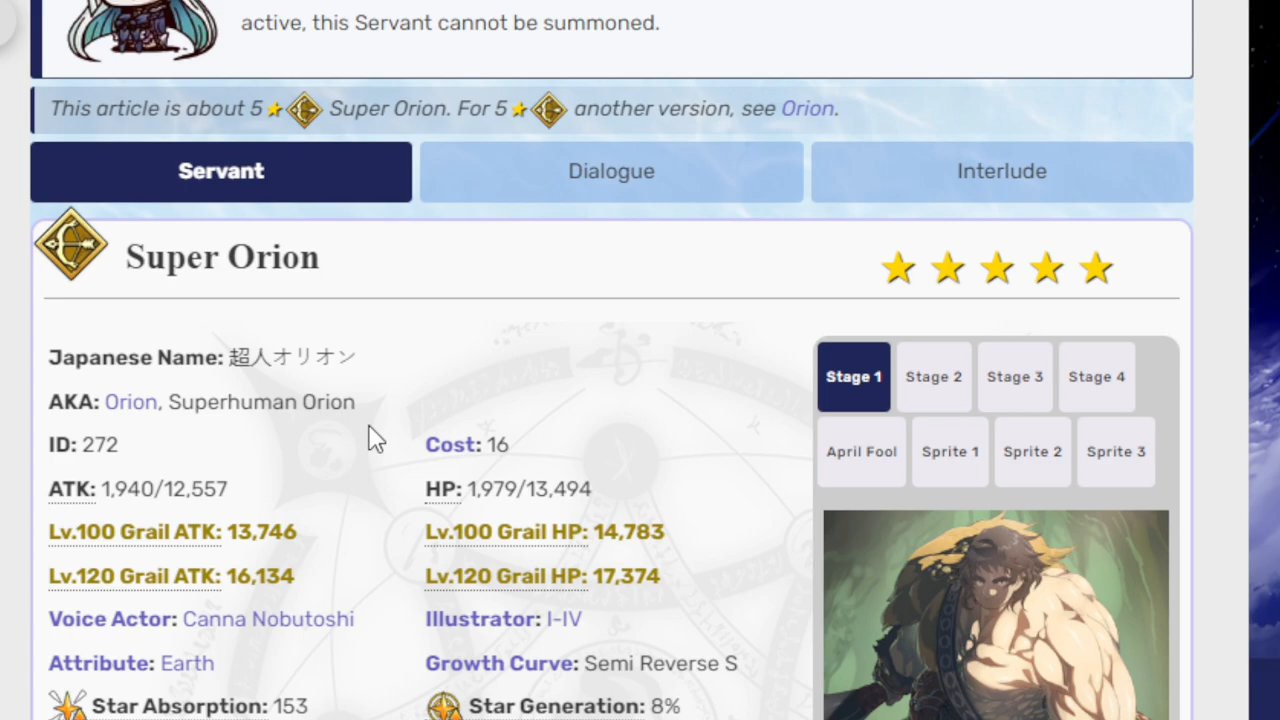 active, this Servant cannot be summoned.
This article is about 5 Super Orion. For 5 another version, see Orion.
Servant
Dialogue
Interlude
Super Orion
Japanese Name: 超人オリオン
AKA: Orion, Superhuman Orion
ID: 272
Cost: 16
ATK: 1,940/12,557
HP: 1,979/13,494
Lv.100 Grail ATK: 13,746
Lv.100 Grail HP: 14,783
Lv.120 Grail ATK: 16,134
Lv.120 Grail HP: 17,374
Voice Actor: Canna Nobutoshi
Illustrator: I-IV
Attribute: Earth
Growth Curve: Semi Reverse S
Star Absorption: 153
Star Generation: 8%
Stage 1
Stage 2
Stage 3
Stage 4
April Fool
Sprite 1
Sprite 2
Sprite 3